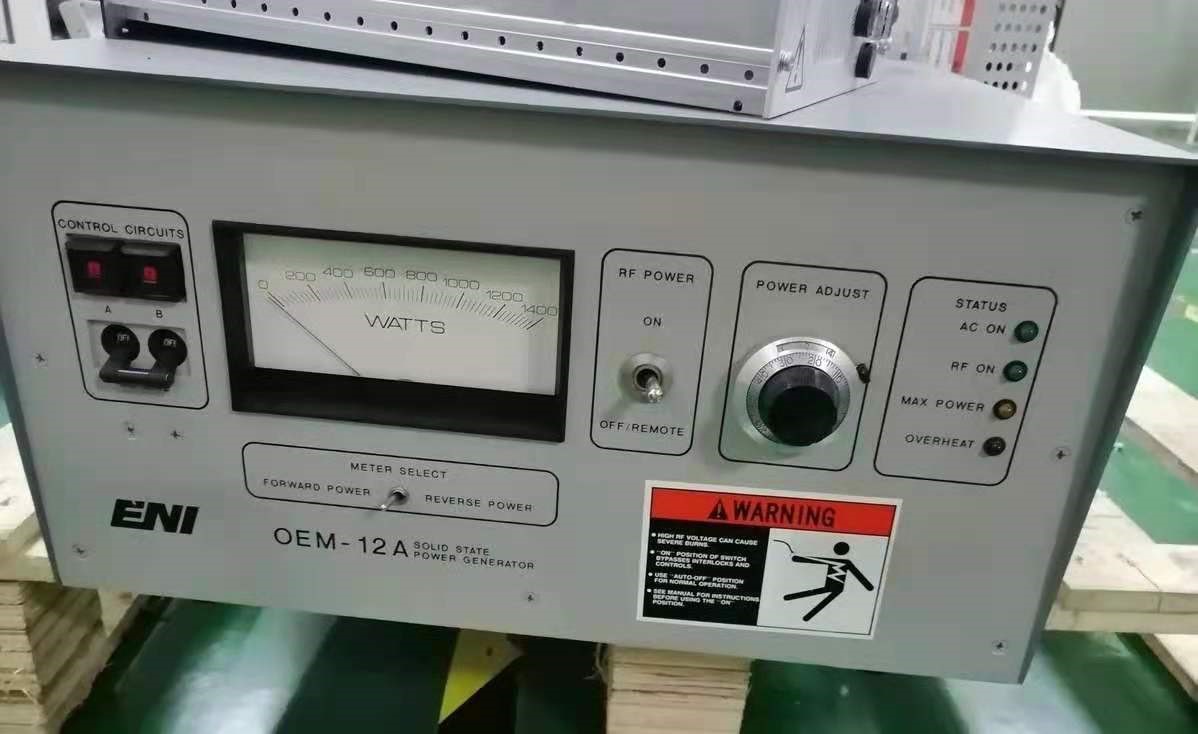 CONTROL CIRCUITS
A B
OFF OFF
0 200 400 600 800 1000 1200 1400
WATTS
RF POWER
ON
OFF/REMOTE
POWER ADJUST
STATUS
AC ON
RF ON
MAX POWER
OVERHEAT
METER SELECT
FORWARD POWER REVERSE POWER
ENI
OEM-12A SOLID STATE
POWER GENERATOR
WARNING
• HIGH RF VOLTAGE CAN CAUSE
SEVERE BURNS.
• "ON" POSITION OF SWITCH
BYPASSES INTERLOCKS AND
CONTROLS.
• USE "AUTO-OFF" POSITION
FOR NORMAL OPERATION.
• SEE MANUAL FOR INSTRUCTIONS
BEFORE USING THE "ON"
POSITION.